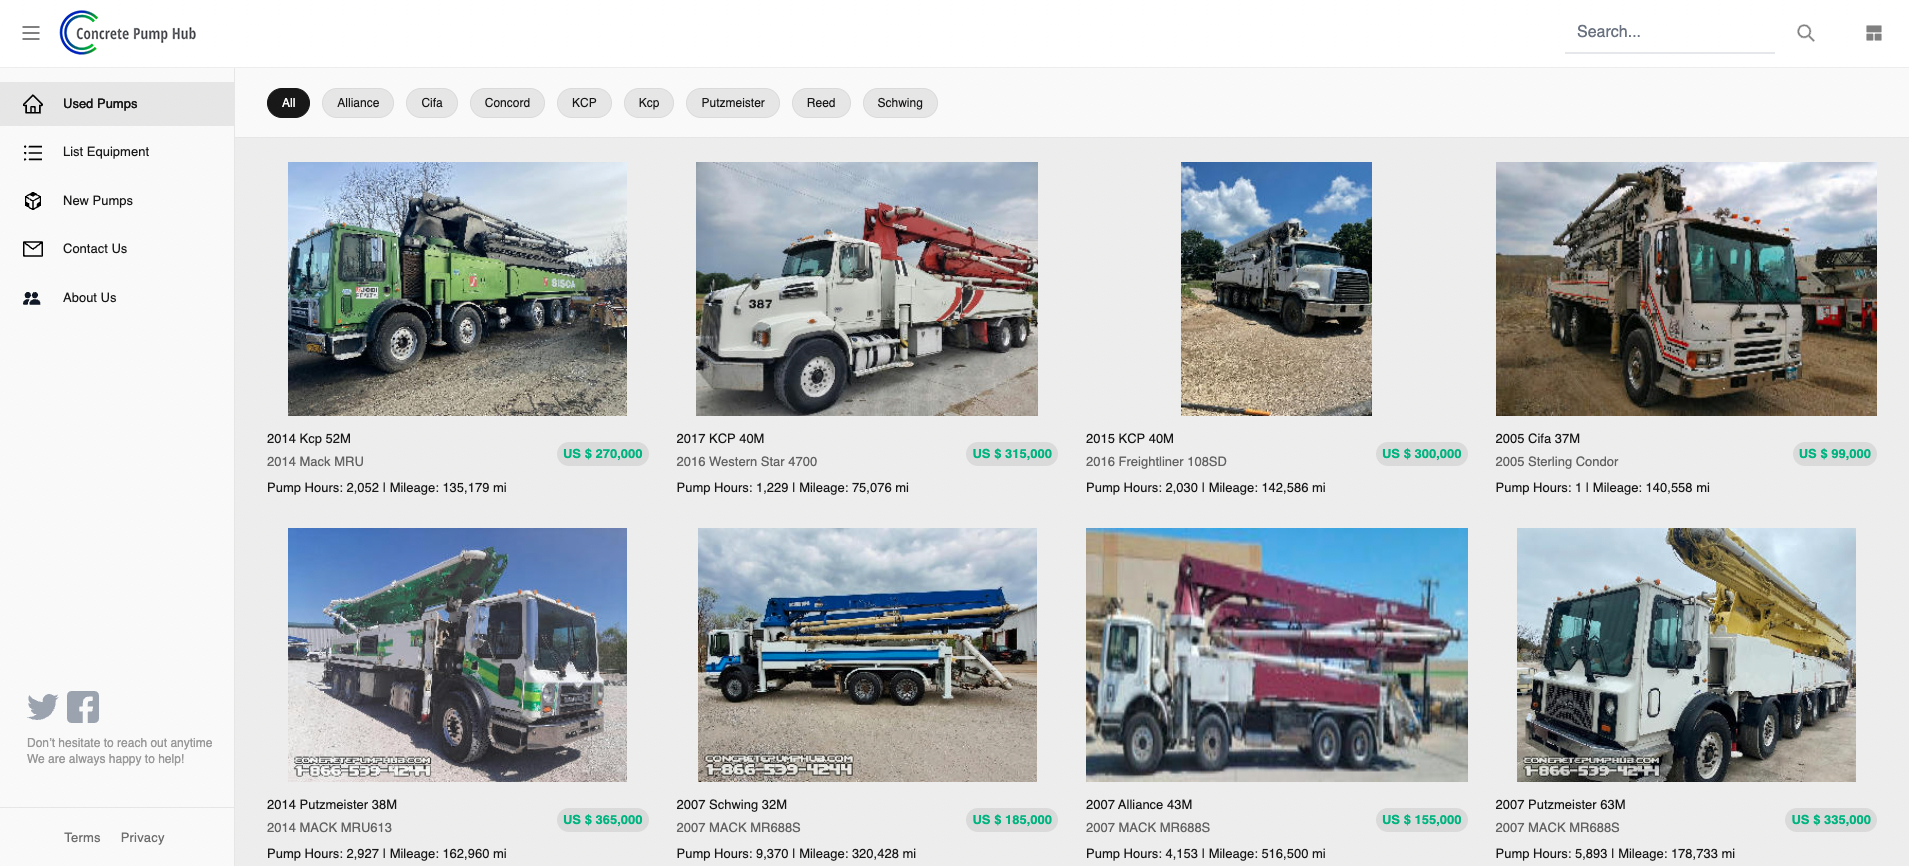 Concrete Pump Hub
Search...
Used Pumps
List Equipment
New Pumps
Contact Us
About Us
Don't hesitate to reach out anytime
We are always happy to help!
Terms Privacy
All Alliance Cifa Concord KCP Kcp Putzmeister Reed Schwing
387
2014 Kcp 52M
2014 Mack MRU
US $ 270,000
Pump Hours: 2,052 | Mileage: 135,179 mi
2017 KCP 40M
2016 Western Star 4700
US $ 315,000
Pump Hours: 1,229 | Mileage: 75,076 mi
2015 KCP 40M
2016 Freightliner 108SD
US $ 300,000
Pump Hours: 2,030 | Mileage: 142,586 mi
2005 Cifa 37M
2005 Sterling Condor
US $ 99,000
Pump Hours: 1 | Mileage: 140,558 mi
CONCRETEPUMPHUB.COM
1-866-539-4244
CONCRETEPUMPHUB.COM
1-866-539-4244
CONCRETEPUMPHUB.COM
1-866-539-4244
2014 Putzmeister 38M
2014 MACK MRU613
US $ 365,000
Pump Hours: 2,927 | Mileage: 162,960 mi
2007 Schwing 32M
2007 MACK MR688S
US $ 185,000
Pump Hours: 9,370 | Mileage: 320,428 mi
2007 Alliance 43M
2007 MACK MR688S
US $ 155,000
Pump Hours: 4,153 | Mileage: 516,500 mi
2007 Putzmeister 63M
2007 MACK MR688S
US $ 335,000
Pump Hours: 5,893 | Mileage: 178,733 mi